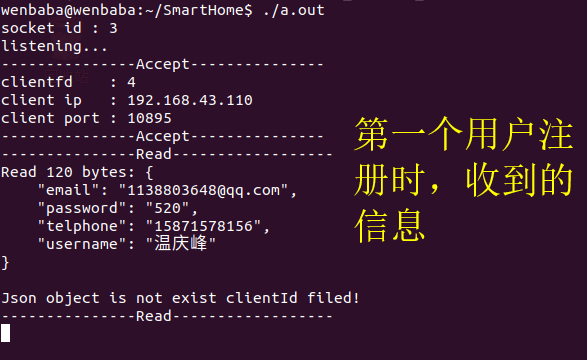 wenbaba@wenbaba:~/SmartHome$ ./a.out
socket id : 3
listening...
---------------Accept---------------
clientfd    : 4
client ip   : 192.168.43.110
client port : 10895
---------------Accept---------------
---------------Read------------------
Read 120 bytes: {
    "email": "1138803648@qq.com",
    "password": "520",
    "telphone": "15871578156",
    "username": "温庆峰"
}
Json object is not exist clientId filed!
---------------Read------------------
第一个用户注
册时，收到的
信息